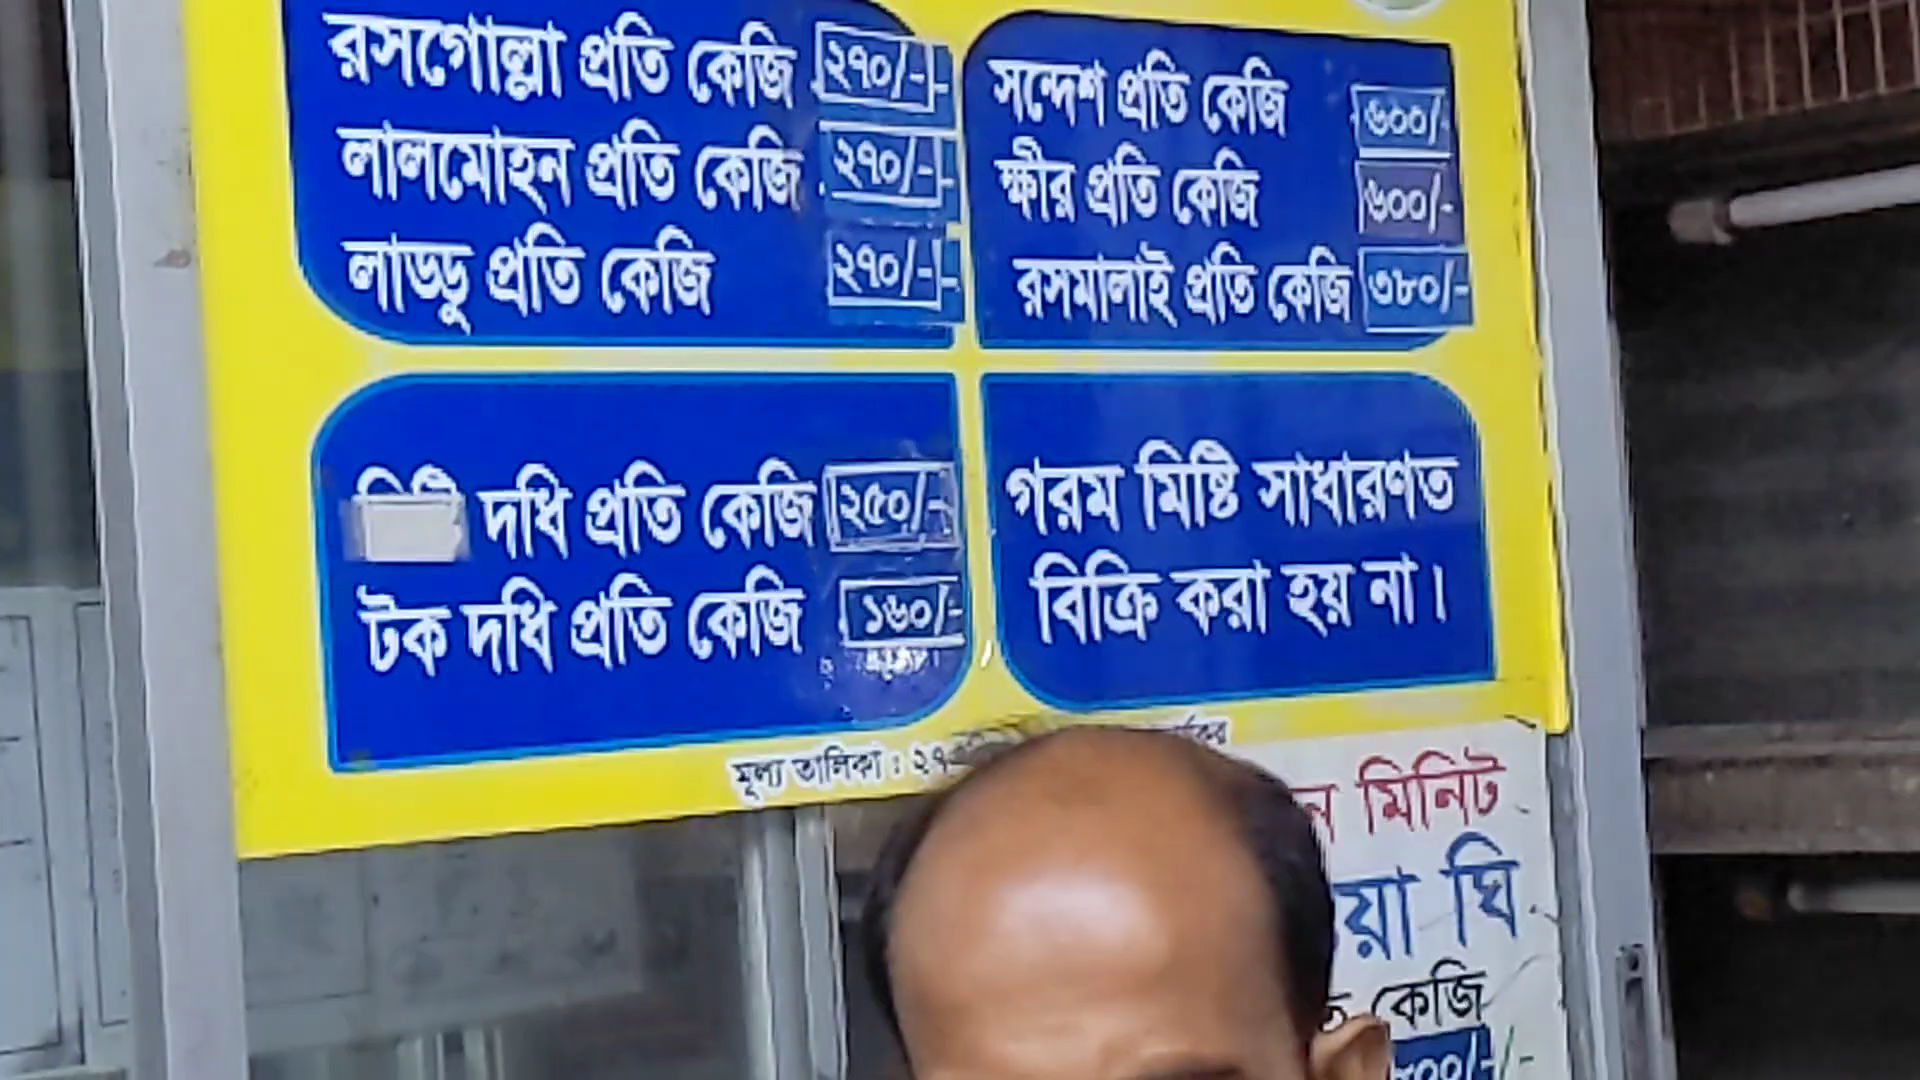 রসগোল্লা প্রতি কেজি ২৭০/-
লালমোহন প্রতি কেজি ২৭০/-
লাড্ডু প্রতি কেজি ২৭০/-
সন্দেশ প্রতি কেজি ৬০০/-
ক্ষীর প্রতি কেজি ৬০০/-
রসমালাই প্রতি কেজি ৩৮০/-
দধি প্রতি কেজি ২৫০/-
টক দধি প্রতি কেজি ১৬০/-
গরম মিষ্টি সাধারণত
বিক্রি করা হয় না।
মূল্য তালিকা : ২৭
মিনিট
ঘি
কেজি